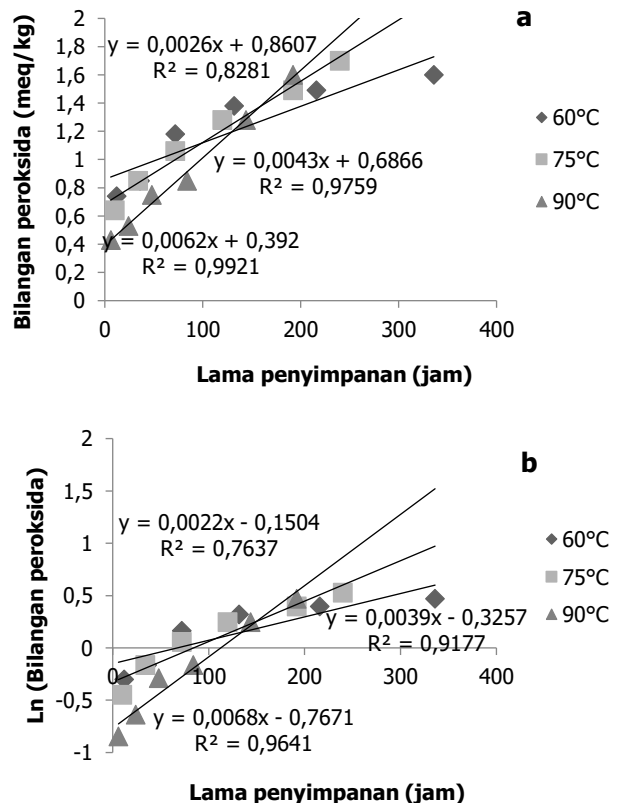 a
Bilangan peroksida (meq/kg)
2
1,8
1,6
1,4
1,2
1
0,8
0,6
0,4
0,2
0
y = 0,0026x + 0,8607
R² = 0,8281
y = 0,0043x + 0,6866
R² = 0,9759
y = 0,0062x + 0,392
R² = 0,9921
60°C
75°C
90°C
0 100 200 300 400
Lama penyimpanan (jam)
b
Ln (Bilangan peroksida)
2
1,5
1
0,5
0
-0,5
-1
y = 0,0022x - 0,1504
R² = 0,7637
y = 0,0039x - 0,3257
R² = 0,9177
y = 0,0068x - 0,7671
R² = 0,9641
60°C
75°C
90°C
0 100 200 300 400
Lama penyimpanan (jam)